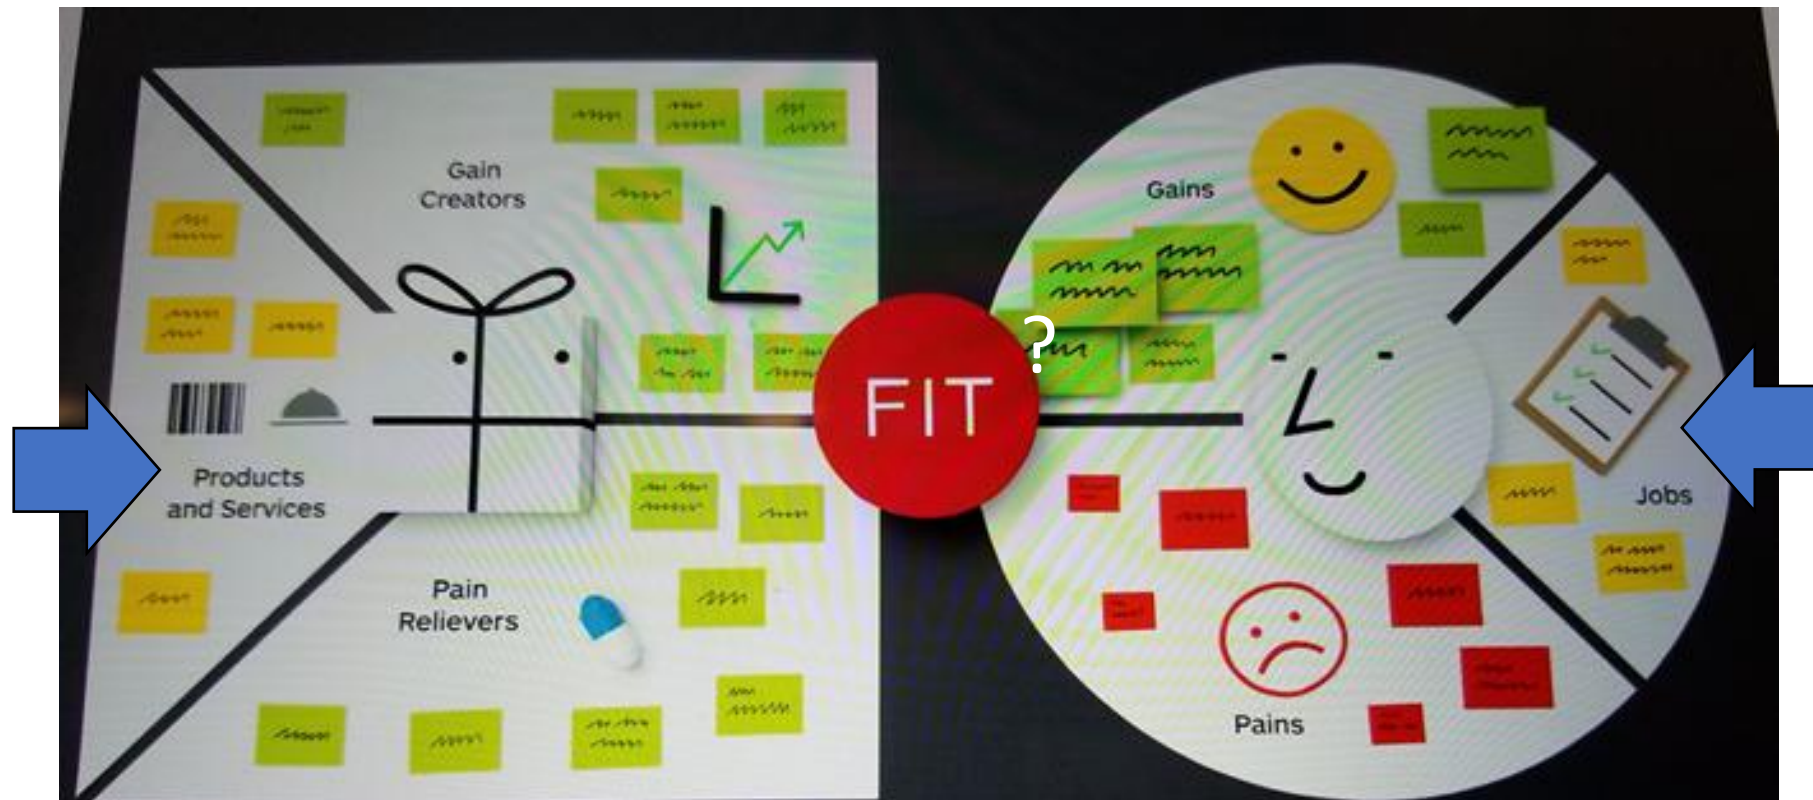 Gain
Creators
Gains
?
FIT
Products
and Services
Jobs
Pain
Relievers
Pains